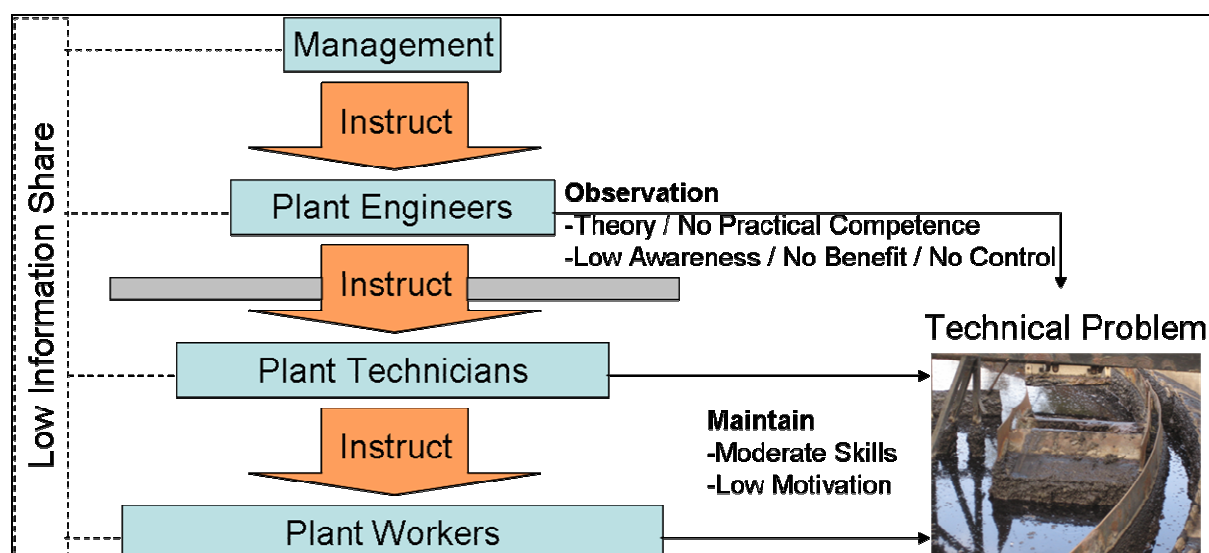 Low Information Share
Management
Instruct
Plant Engineers
Observation
-Theory / No Practical Competence
-Low Awareness / No Benefit / No Control
Instruct
Technical Problem
Plant Technicians
Maintain
-Moderate Skills
-Low Motivation
Instruct
Plant Workers